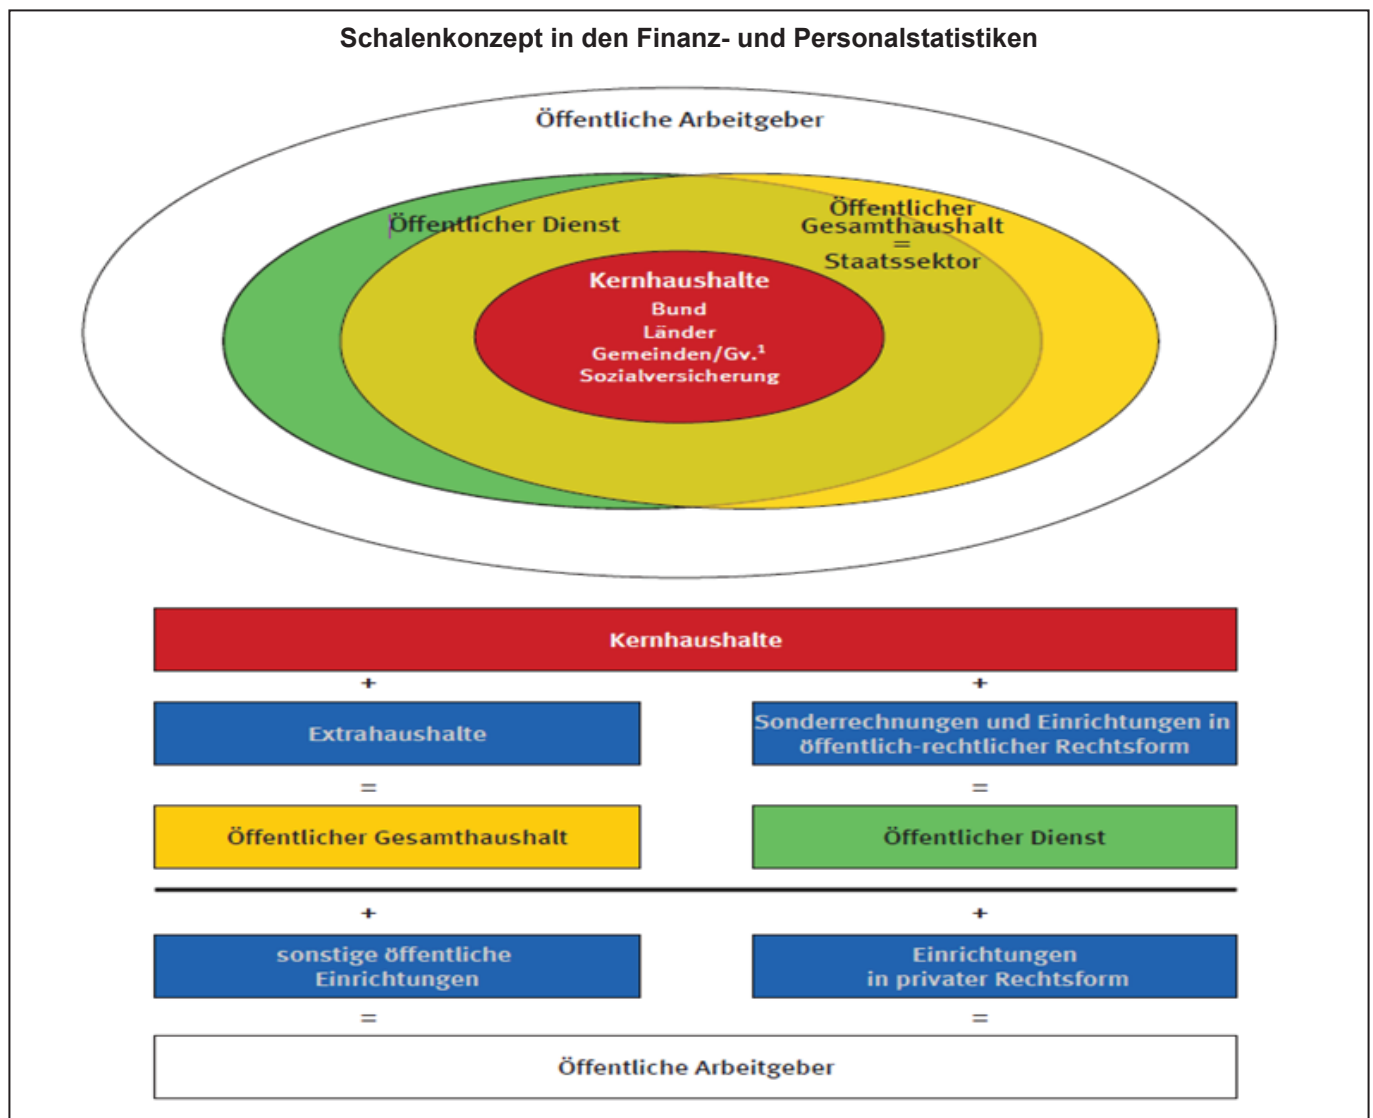 Schalenkonzept in den Finanz- und Personalstatistiken
Öffentliche Arbeitgeber
Öffentlicher Dienst
Öffentlicher
Gesamthaushalt
=
Staatssektor
Kernhaushalte
Bund
Länder
Gemeinden/Gv.¹
Sozialversicherung
Kernhaushalte
+ +
Extrahaushalte
Sonderrechnungen und Einrichtungen in
öffentlich-rechtlicher Rechtsform
= =
Öffentlicher Gesamthaushalt
Öffentlicher Dienst
+ +
sonstige öffentliche
Einrichtungen
Einrichtungen
in privater Rechtsform
= =
Öffentliche Arbeitgeber